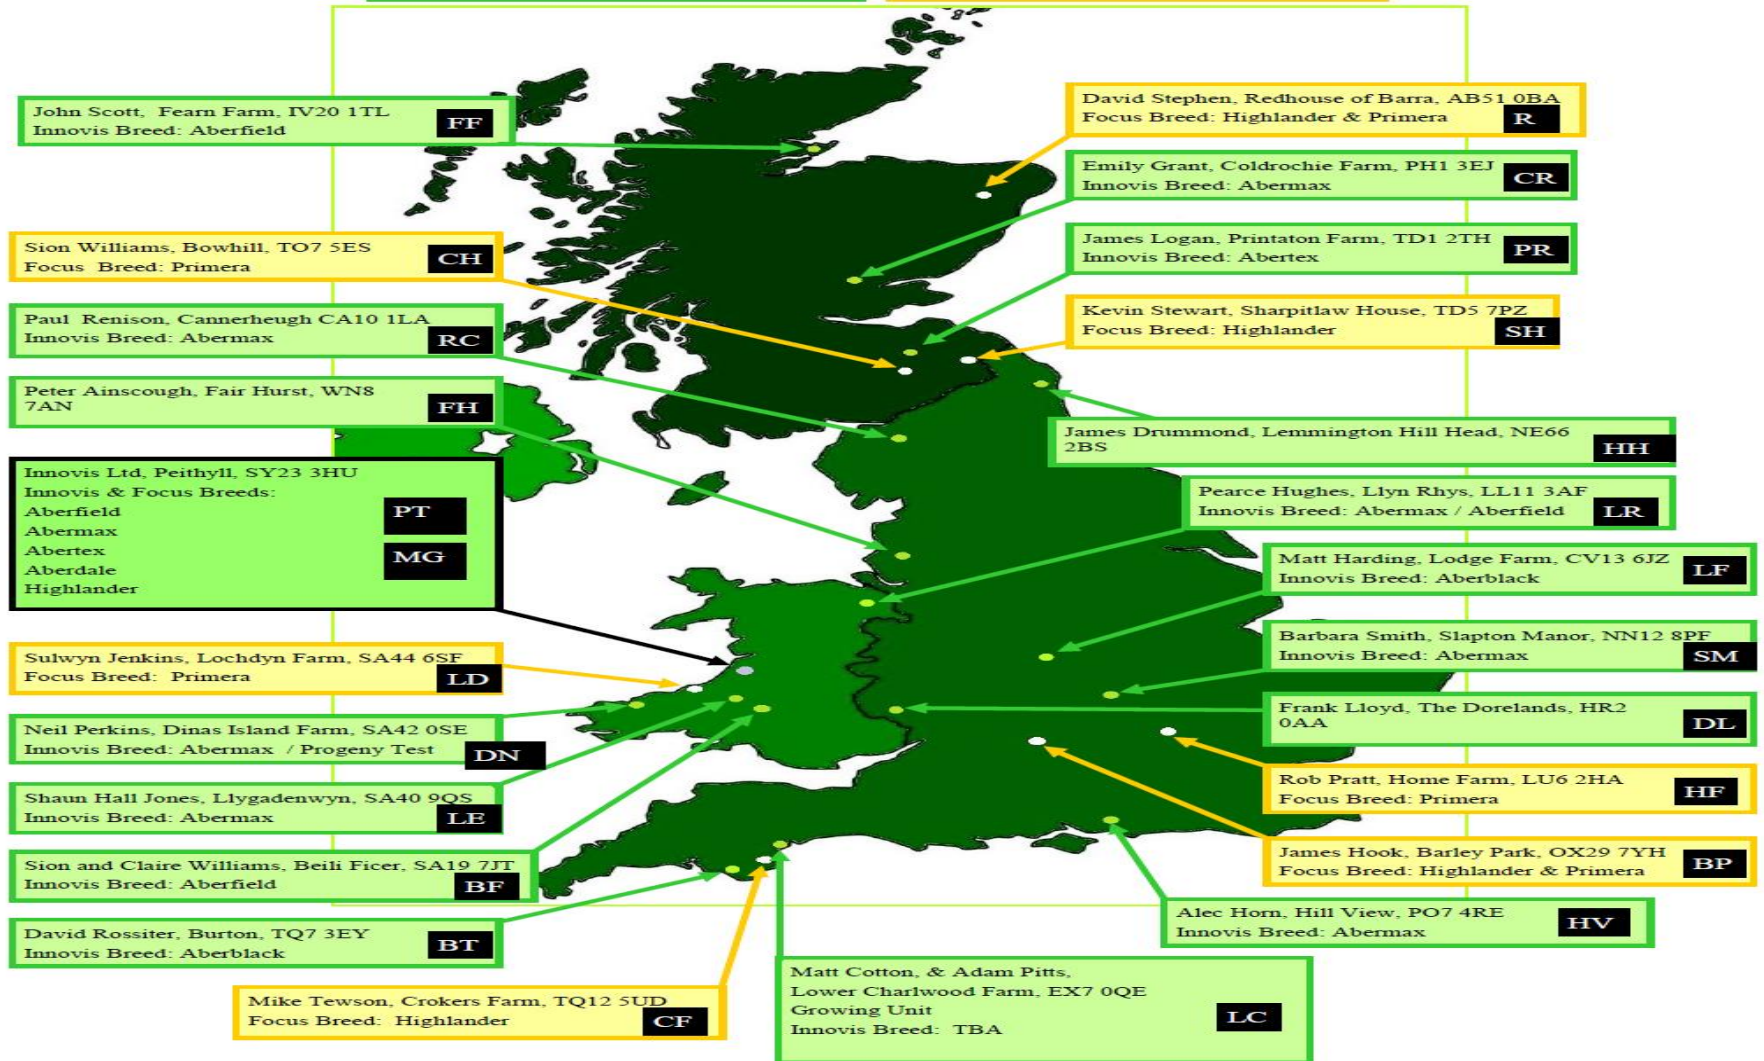 John Scott, Fearn Farm, IV20 1TL
Innovis Breed: Aberfield
FF
David Stephen, Redhouse of Barra, AB51 0BA
Focus Breed: Highlander & Primera
R
Emily Grant, Coldrochie Farm, PH1 3EJ
Innovis Breed: Abermax
CR
Sion Williams, Bowhill, TO7 5ES
Focus Breed: Primera
CH
James Logan, Printaton Farm, TD1 2TH
Innovis Breed: Abertex
PR
Paul Renison, Cannerheugh CA10 1LA
Innovis Breed: Abermax
RC
Kevin Stewart, Sharpitlaw House, TD5 7PZ
Focus Breed: Highlander
SH
Peter Ainscough, Fair Hurst, WN8
7AN
FH
James Drummond, Lemmington Hill Head, NE66
2BS
HH
Innovis Ltd, Peithyll, SY23 3HU
Innovis & Focus Breeds:
Aberfield
Abermax
Abertex
Aberdale
Highlander
PT
MG
Pearce Hughes, Llyn Rhys, LL11 3AF
Innovis Breed: Abermax / Aberfield
LR
Matt Harding, Lodge Farm, CV13 6JZ
Innovis Breed: Aberblack
LF
Barbara Smith, Slapton Manor, NN12 8PF
Innovis Breed: Abermax
SM
Sulwyn Jenkins, Lochdyn Farm, SA44 6SF
Focus Breed: Primera
LD
Frank Lloyd, The Dorelands, HR2
0AA
DL
Neil Perkins, Dinas Island Farm, SA42 0SE
Innovis Breed: Abermax / Progeny Test
DN
Rob Pratt, Home Farm, LU6 2HA
Focus Breed: Primera
HF
Shaun Hall Jones, Llygadenwyn, SA40 9QS
Innovis Breed: Abermax
LE
James Hook, Barley Park, OX29 7YH
Focus Breed: Highlander & Primera
BP
Sion and Claire Williams, Beili Ficer, SA19 7JT
Innovis Breed: Aberfield
BF
Alec Horn, Hill View, PO7 4RE
Innovis Breed: Abermax
HV
David Rossiter, Burton, TQ7 3EY
Innovis Breed: Aberblack
BT
Mike Tewson, Crokers Farm, TQ12 5UD
Focus Breed: Highlander
CF
Matt Cotton, & Adam Pitts,
Lower Charlwood Farm, EX7 0QE
Growing Unit
Innovis Breed: TBA
LC